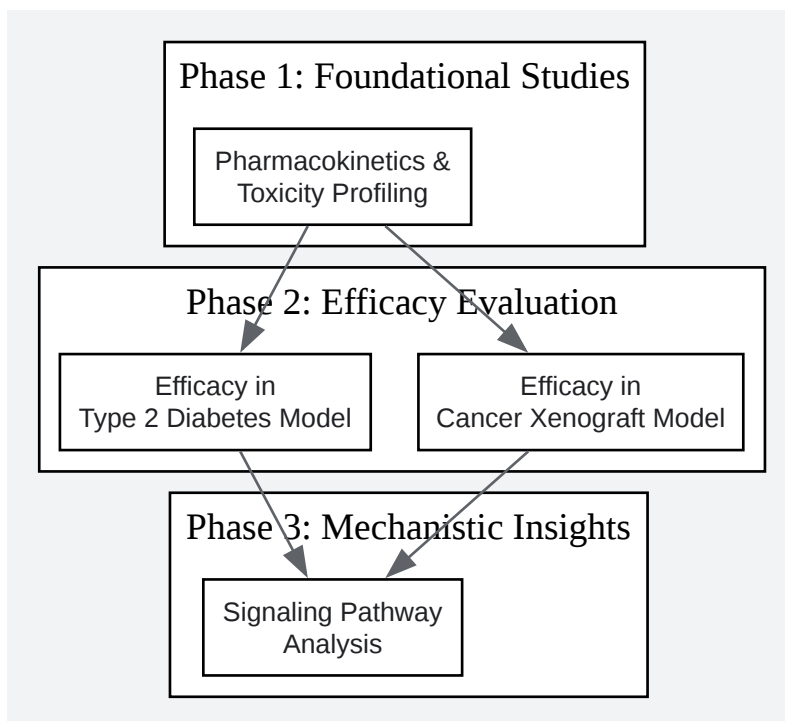 Phase 1: Foundational Studies
Pharmacokinetics &
Toxicity Profiling
Phase 2: Efficacy Evaluation
Efficacy in
Type 2 Diabetes Model
Efficacy in
Cancer Xenograft Model
Phase 3: Mechanistic Insights
Signaling Pathway
Analysis